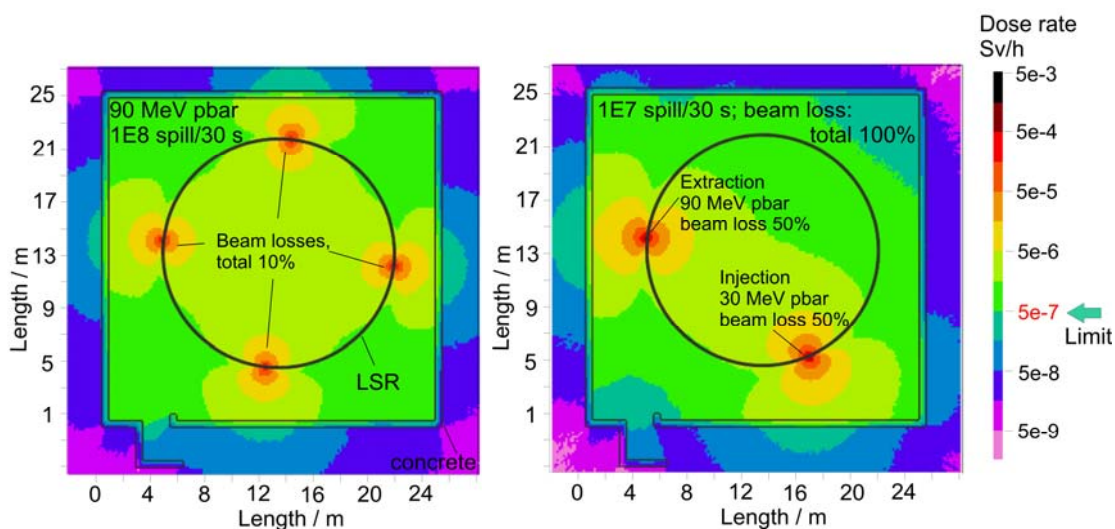 90 MeV pbar
1E8 spill/30 s
Beam losses,
total 10%
LSR
concrete
Length / m
25
21
17
13
9
5
1
0 4 8 12 16 20 24
Length / m
1E7 spill/30 s; beam loss:
total 100%
Extraction
90 MeV pbar
beam loss 50%
Injection
30 MeV pbar
beam loss 50%
Length / m
25
21
17
13
9
5
1
0 4 8 12 16 20 24
Length / m
Dose rate
Sv/h
5e-3
5e-4
5e-5
5e-6
5e-7
Limit
5e-8
5e-9